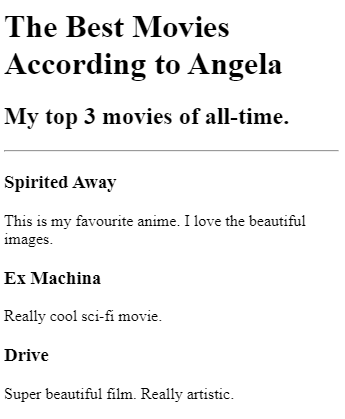 The Best Movies
According to Angela
My top 3 movies of all-time.
Spirited Away
This is my favourite anime. I love the beautiful
images.
Ex Machina
Really cool sci-fi movie.
Drive
Super beautiful film. Really artistic.